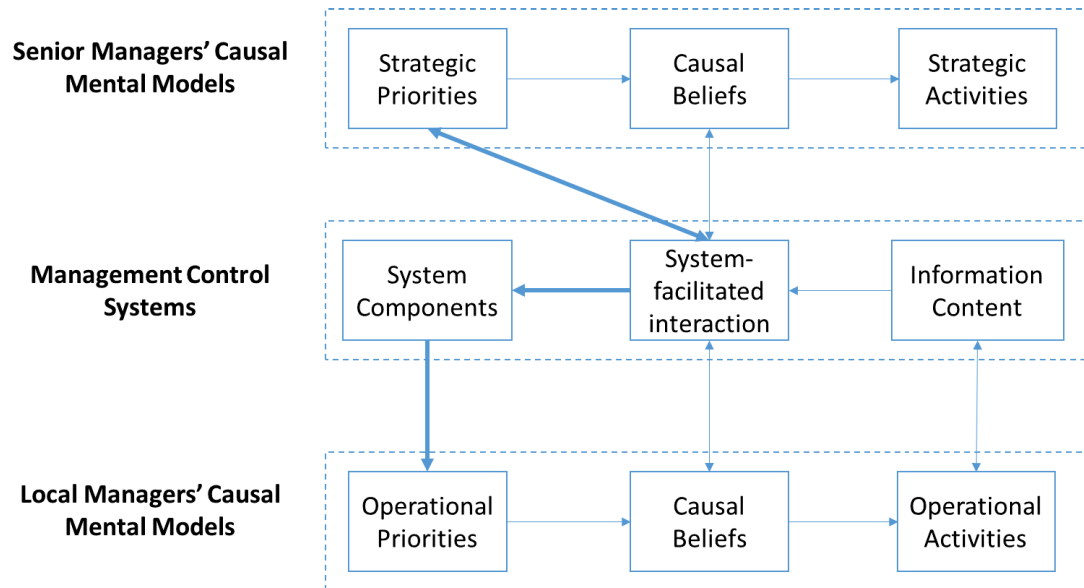 Senior Managers' Causal
Mental Models
Strategic
Priorities
Causal
Beliefs
Strategic
Activities
Management Control
Systems
System
Components
System-
facilitated
interaction
Information
Content
Local Managers' Causal
Mental Models
Operational
Priorities
Causal
Beliefs
Operational
Activities